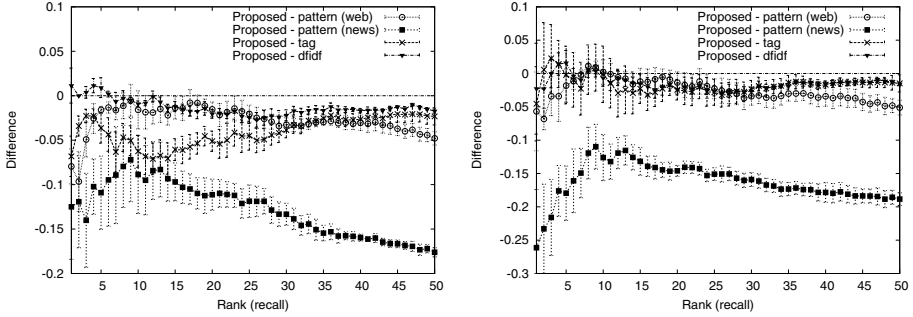 Proposed - pattern (web)
Proposed - pattern (news)
Proposed - tag
Proposed - dfidf
0.1
0.05
0
-0.05
-0.1
-0.15
-0.2
Difference
5 10 15 20 25 30 35 40 45 50
Rank (recall)
Proposed - pattern (web)
Proposed - pattern (news)
Proposed - tag
Proposed - dfidf
0.1
0.05
0
-0.05
-0.1
-0.15
-0.2
-0.25
-0.3
Difference
5 10 15 20 25 30 35 40 45 50
Rank (recall)